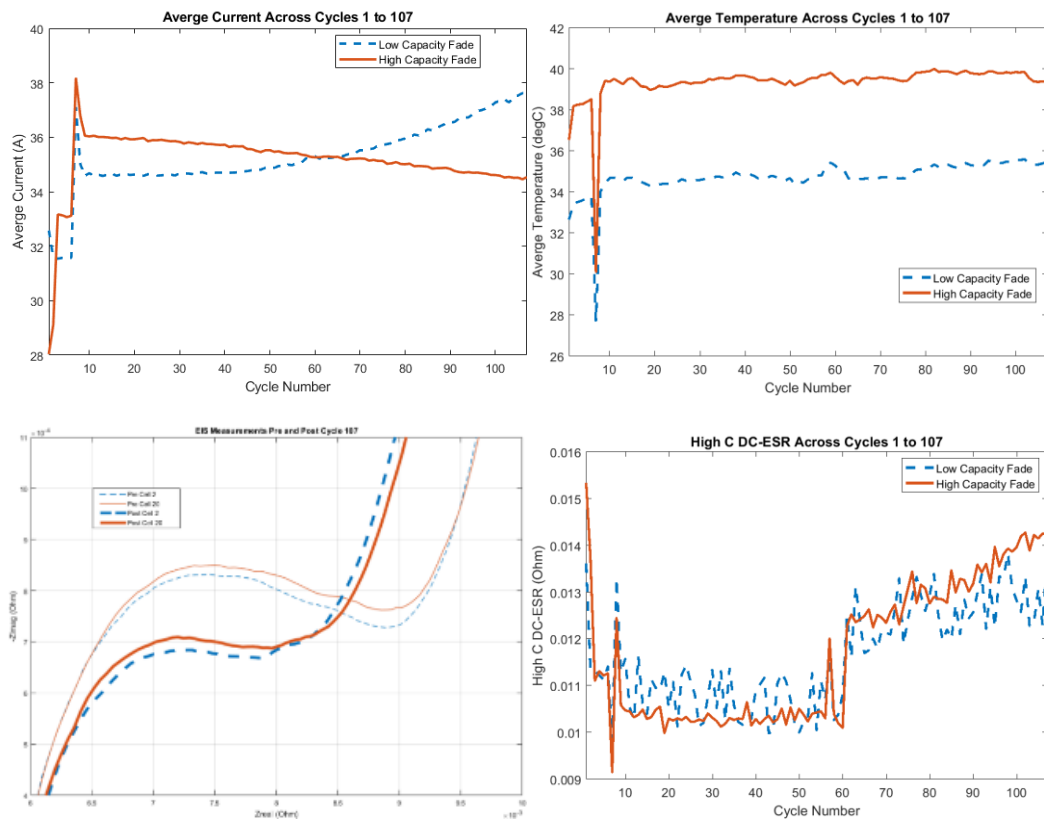 Averge Current Across Cycles 1 to 107
40
38
36
34
32
30
28
Averge Current (A)
Low Capacity Fade
High Capacity Fade
10 20 30 40 50 60 70 80 90 100
Cycle Number
Averge Temperature Across Cycles 1 to 107
42
40
38
36
34
32
30
28
26
Averge Temperature (degC)
Low Capacity Fade
High Capacity Fade
10 20 30 40 50 60 70 80 90 100
Cycle Number
EIS Measurements Pre and Post Cycle 107
11
10
9
8
7
6
5
4
-Zimag (Ohm)
Pre Cell 2
Pre Cell 20
Post Cell 2
Post Cell 20
6 6.5 7 7.5 8 8.5 9 9.5 10
Zreal (Ohm)
×10⁻³
High C DC-ESR Across Cycles 1 to 107
0.016
0.015
0.014
0.013
0.012
0.011
0.01
0.009
High C DC-ESR (Ohm)
Low Capacity Fade
High Capacity Fade
10 20 30 40 50 60 70 80 90 100
Cycle Number